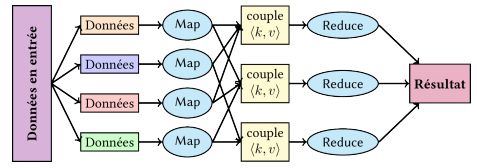 Données en entrée
Données
Données
Données
Données
Map
Map
Map
Map
couple
⟨k, v⟩
couple
⟨k, v⟩
couple
⟨k, v⟩
Reduce
Reduce
Reduce
Résultat